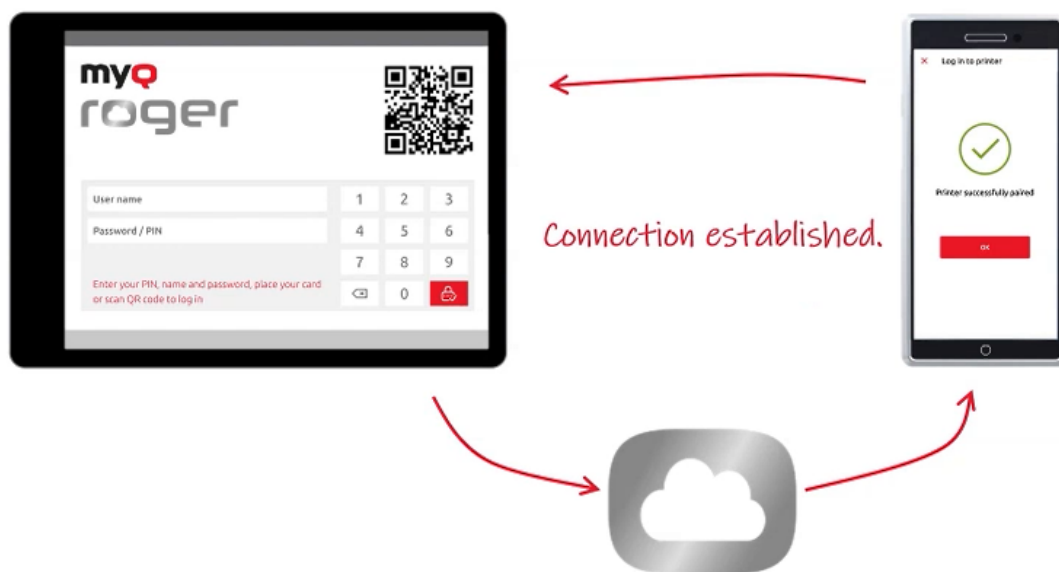 myQ
roger
User name
Password / PIN
Enter your PIN, name and password, place your card
or scan QR code to log in
1 2 3
4 5 6
7 8 9
0
Connection established.
× Log in to printer
Printer successfully paired
OK